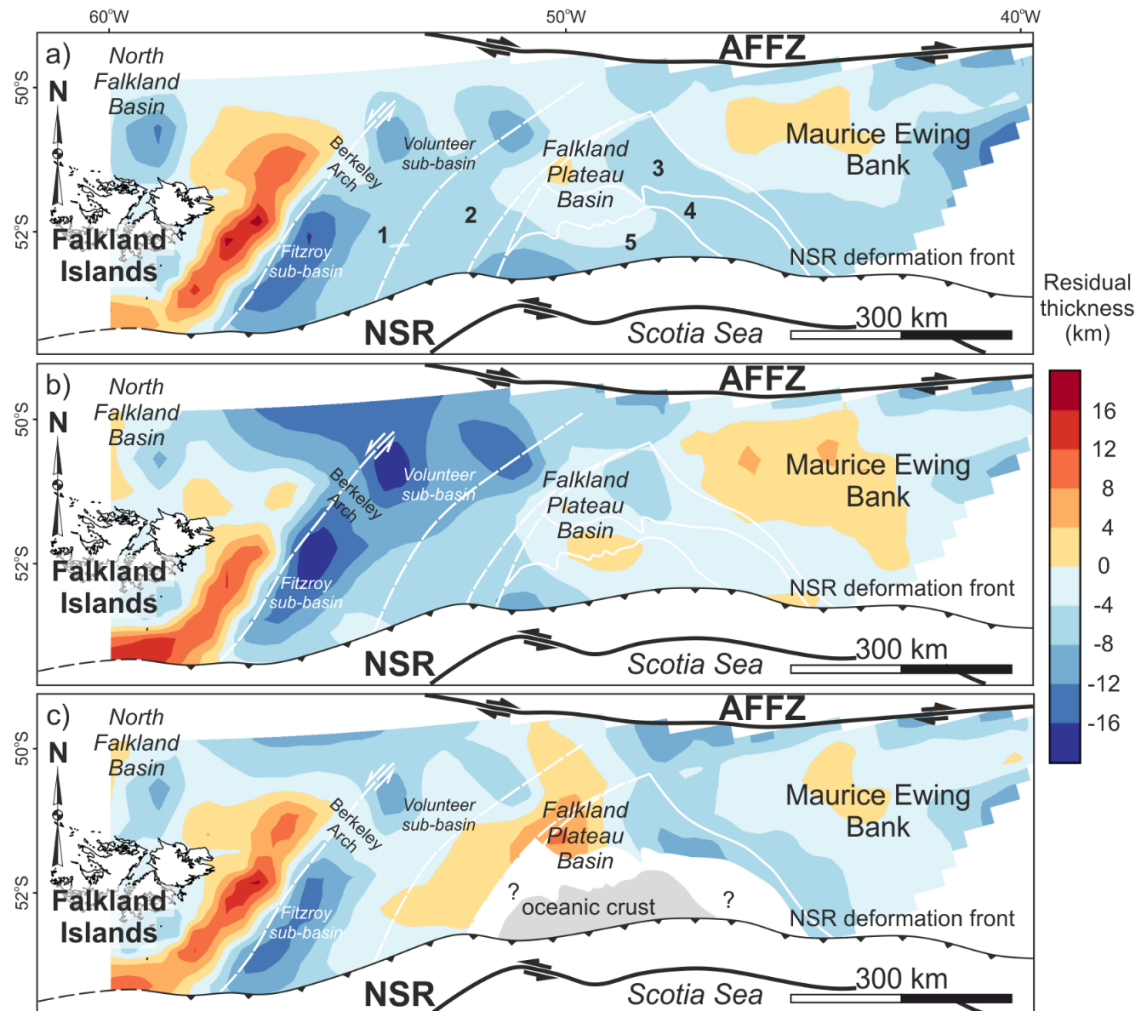 60°W
50°W
40°W
a)
North
Falkland
Basin
AFFZ
50°S
N
Berkeley
Arch
Volunteer
sub-basin
Falkland
Plateau
Basin
Maurice Ewing
Bank
3
1
2
4
5
52°S
Falkland
Islands
Fitzroy
sub-basin
NSR deformation front
NSR
Scotia Sea
300 km
Residual
thickness
(km)
16
12
8
4
0
-4
-8
-12
-16
b)
North
Falkland
Basin
AFFZ
50°S
N
Berkeley
Arch
Volunteer
sub-basin
Falkland
Plateau
Basin
Maurice Ewing
Bank
52°S
Falkland
Islands
Fitzroy
sub-basin
NSR deformation front
NSR
Scotia Sea
300 km
c)
North
Falkland
Basin
AFFZ
50°S
N
Berkeley
Arch
Volunteer
sub-basin
Falkland
Plateau
Basin
Maurice Ewing
Bank
52°S
Falkland
Islands
Fitzroy
sub-basin
?
oceanic crust
?
NSR deformation front
NSR
Scotia Sea
300 km